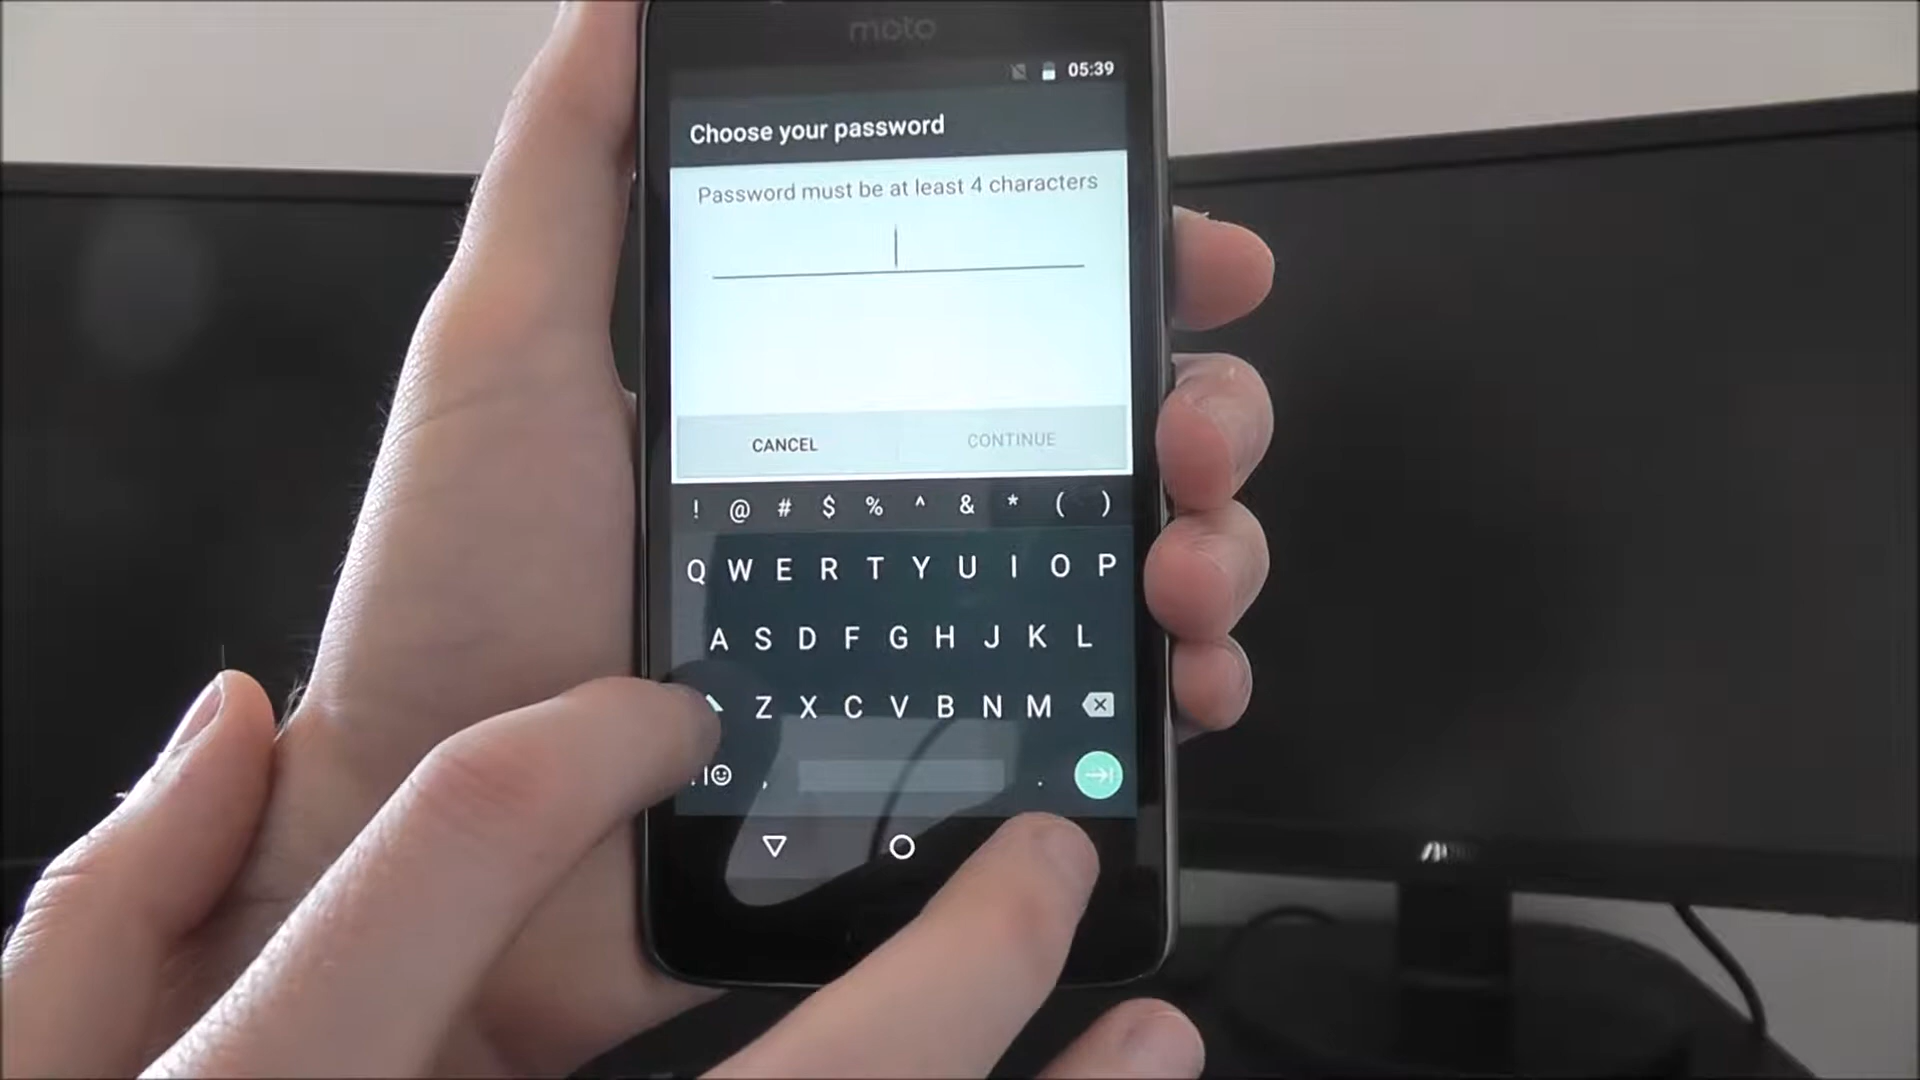 moto
05:39
Choose your password
Password must be at least 4 characters
CANCEL CONTINUE
! @ # $ % ^ & * ( )
Q W E R T Y U I O P
A S D F G H J K L
Z X C V B N M
, .